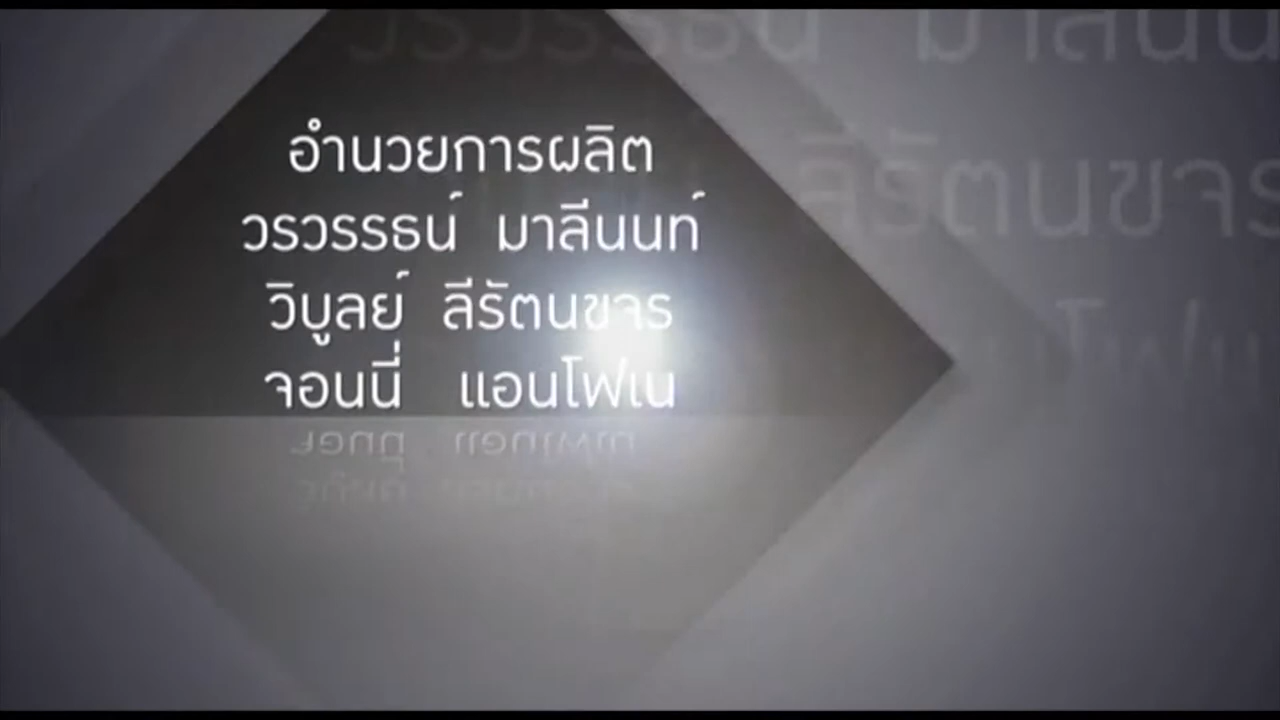 อำนวยการผลิต
วรวรรธน์ มาลีนนท์
วิบูลย์ ลีรัตนขจร
จอนนี่ แอนโฟเน